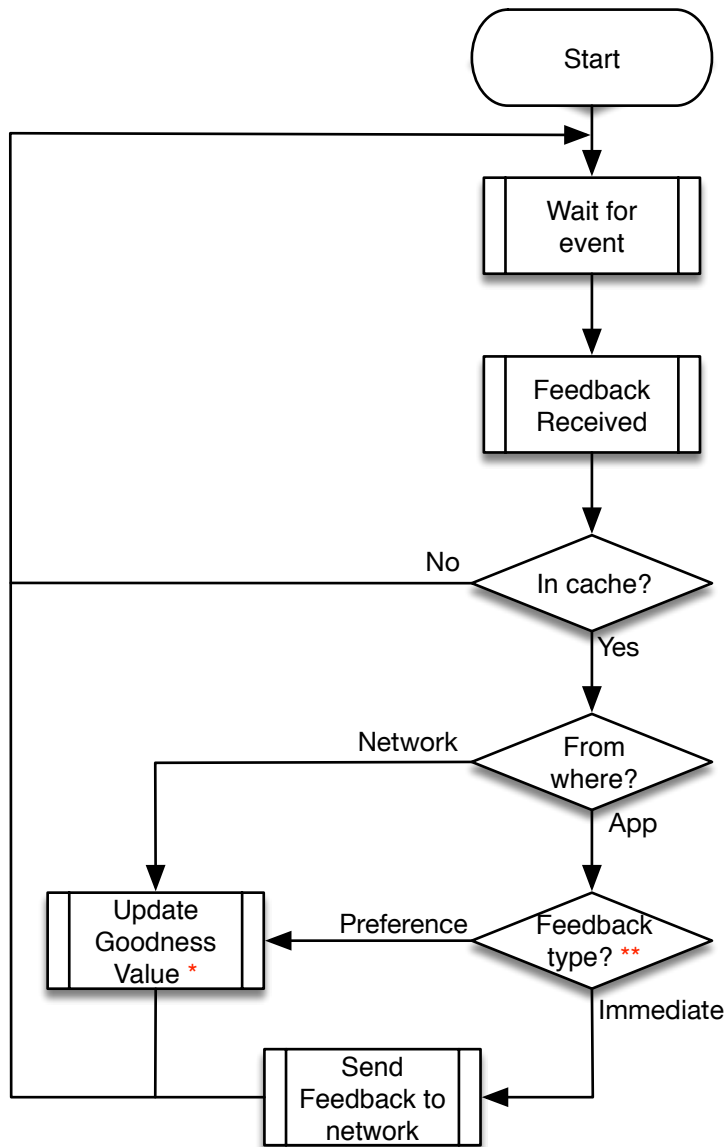 Start
Wait for
event
Feedback
Received
No
In cache?
Yes
Network
From
where?
App
Update
Goodness
Value *
Preference
Feedback
type? **
Immediate
Send
Feedback to
network